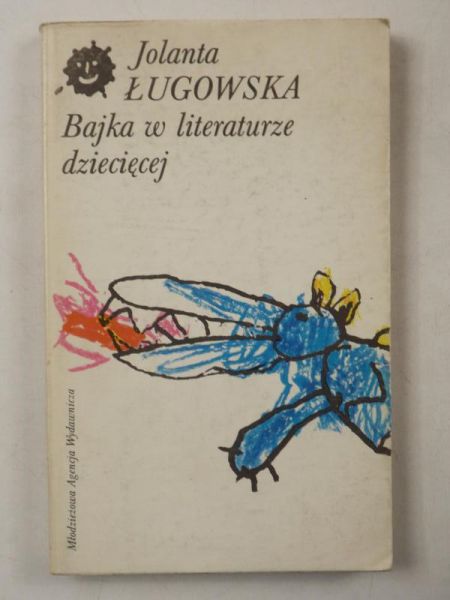 Jolanta
ŁUGOWSKA
Bajka w literaturze
dziecięcej
Młodzieżowa Agencja Wydawnicza